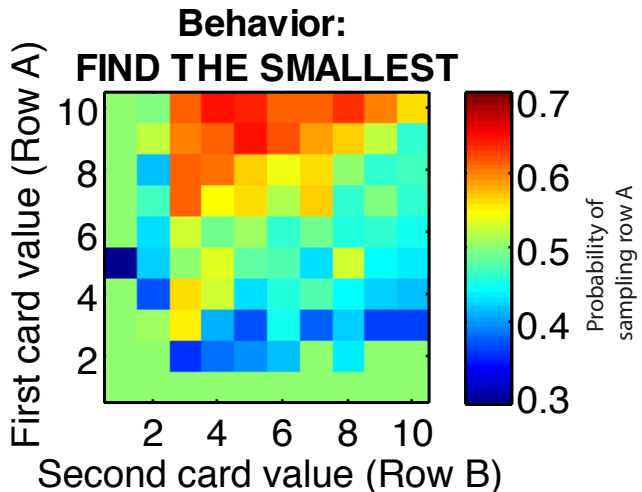 Behavior:
FIND THE SMALLEST
First card value (Row A)
10
8
6
4
2
2 4 6 8 10
Second card value (Row B)
0.7
0.6
0.5
0.4
0.3
Probability of
sampling row A